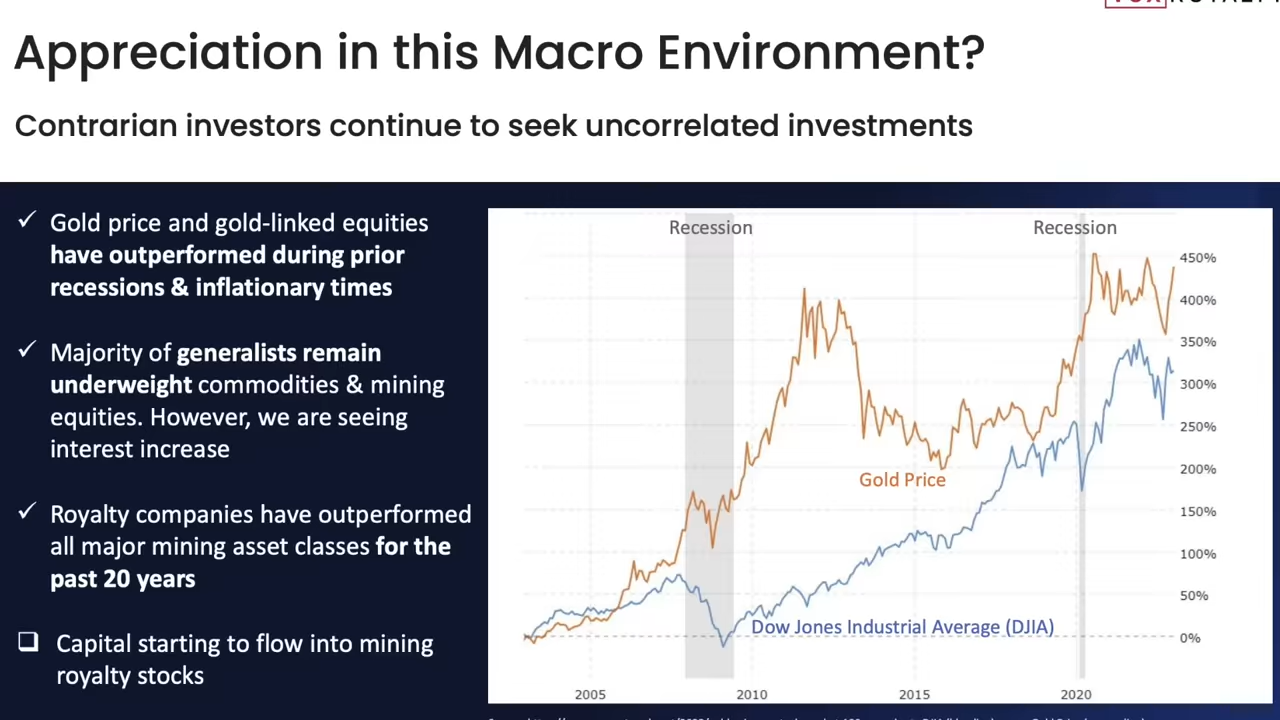 Appreciation in this Macro Environment?
Contrarian investors continue to seek uncorrelated investments
✓ Gold price and gold-linked equities
have outperformed during prior
recessions & inflationary times
✓ Majority of generalists remain
underweight commodities & mining
equities. However, we are seeing
interest increase
✓ Royalty companies have outperformed
all major mining asset classes for the
past 20 years
❑ Capital starting to flow into mining
royalty stocks
Recession
Recession
450%
400%
350%
300%
250%
200%
150%
100%
50%
0%
Gold Price
Dow Jones Industrial Average (DJIA)
2005
2010
2015
2020